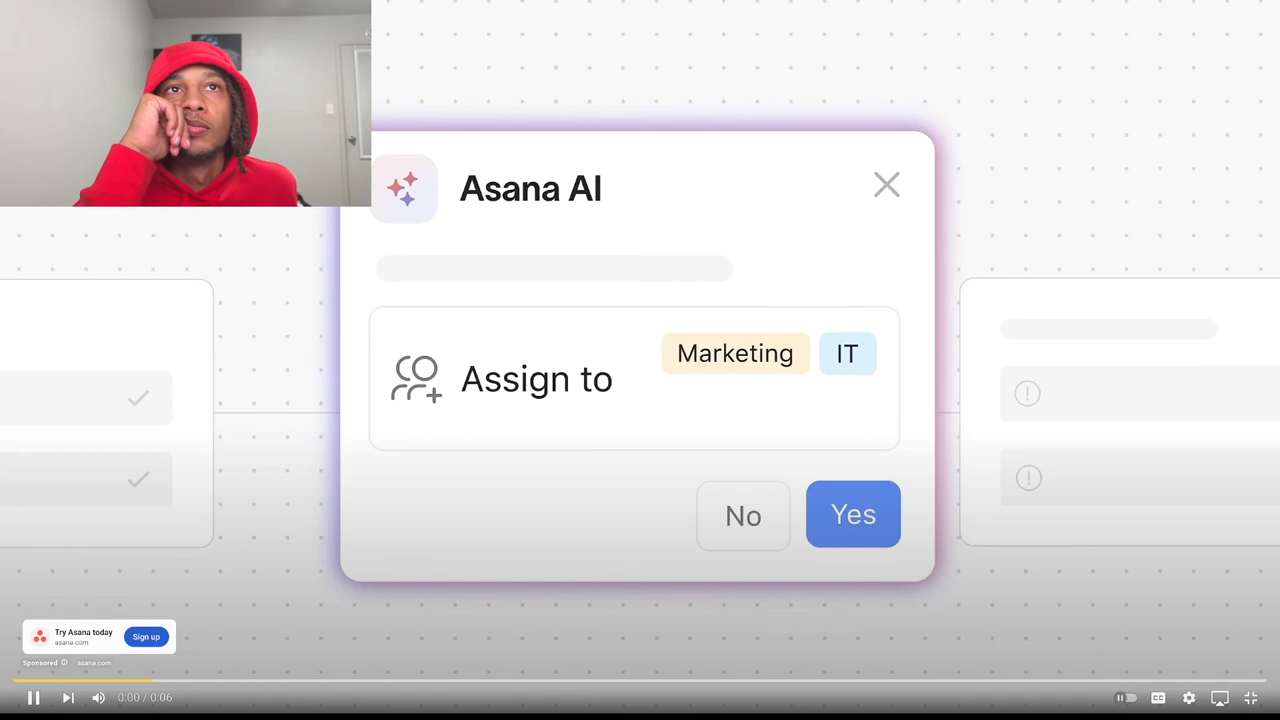 Asana AI
Assign to
Marketing
IT
No
Yes
Try Asana today
asana.com
Sign up
Sponsored
asana.com
0:00 / 0:06
CC